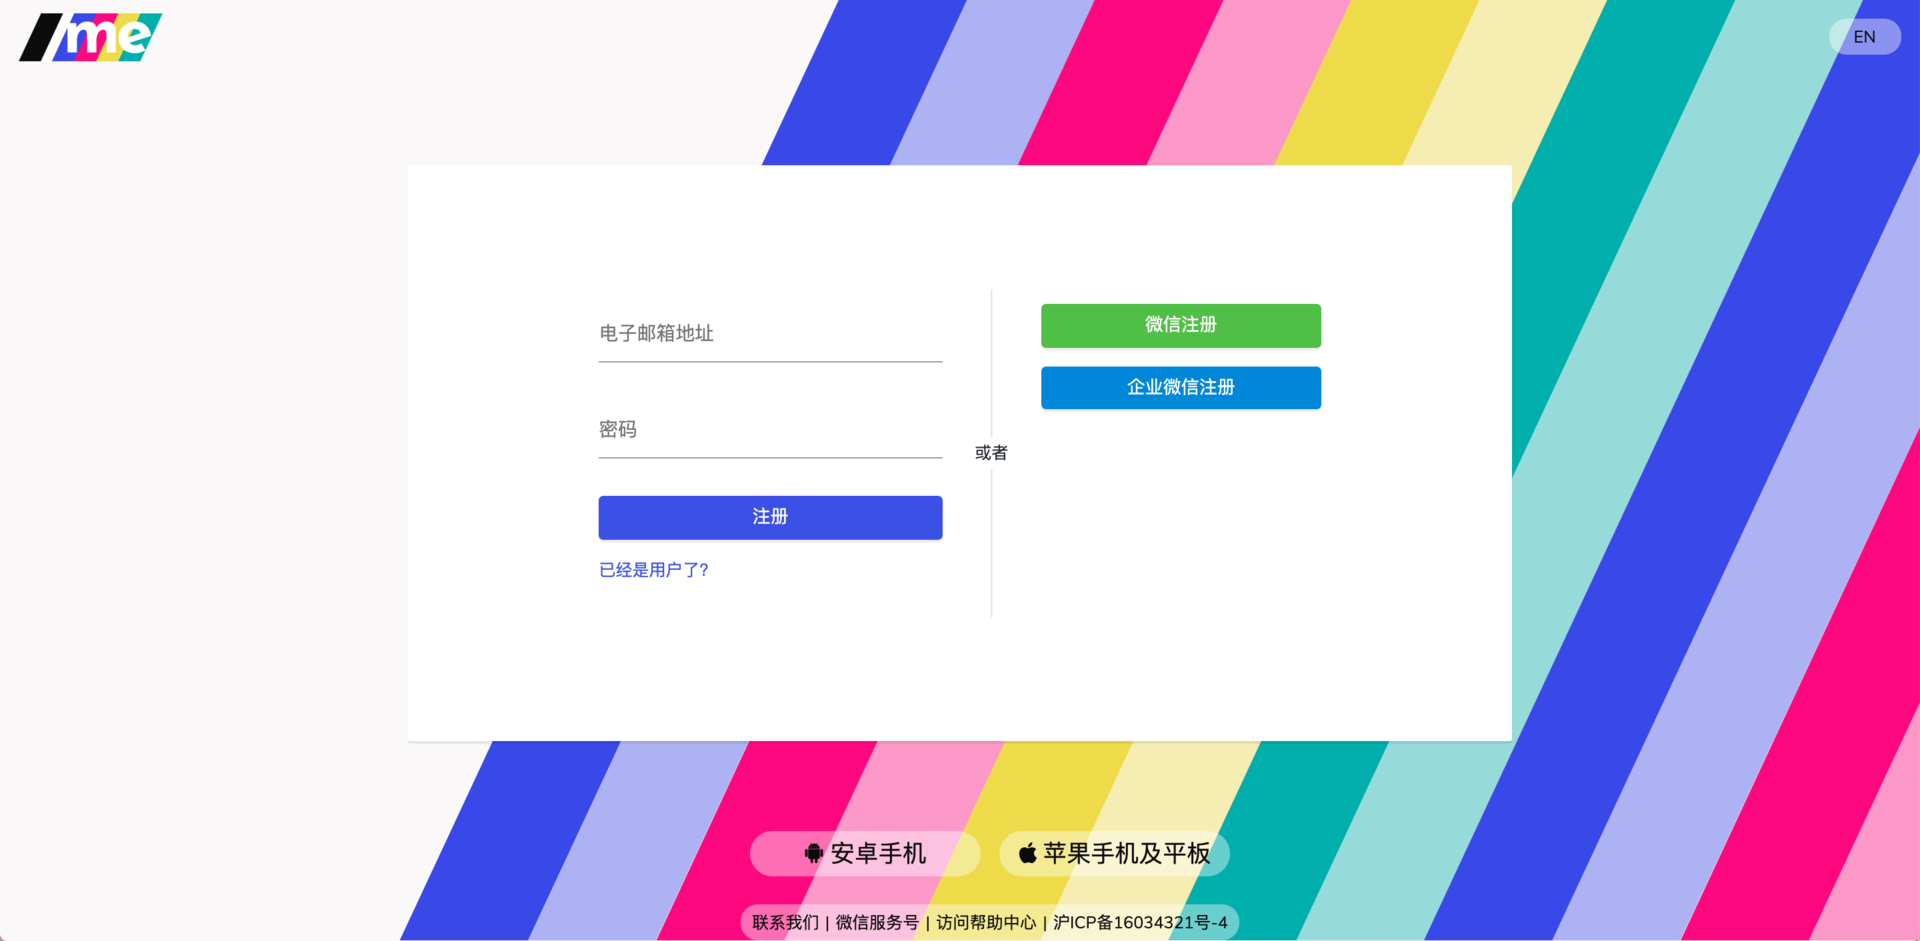 me
EN
电子邮箱地址
密码
注册
已经是用户了?
或者
微信注册
企业微信注册
安卓手机
苹果手机及平板
联系我们 | 微信服务号 | 访问帮助中心 | 沪ICP备16034321号-4